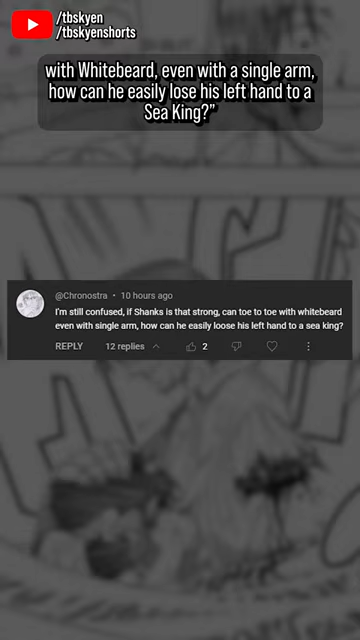 /tbskyen
/tbskyenshorts
with Whitebeard, even with a single arm,
how can he easily lose his left hand to a
Sea King?”
@Chronostra • 10 hours ago
I'm still confused, if Shanks is that strong, can toe to toe with whitebeard
even with single arm, how can he easily loose his left hand to a sea king?
REPLY 12 replies 2